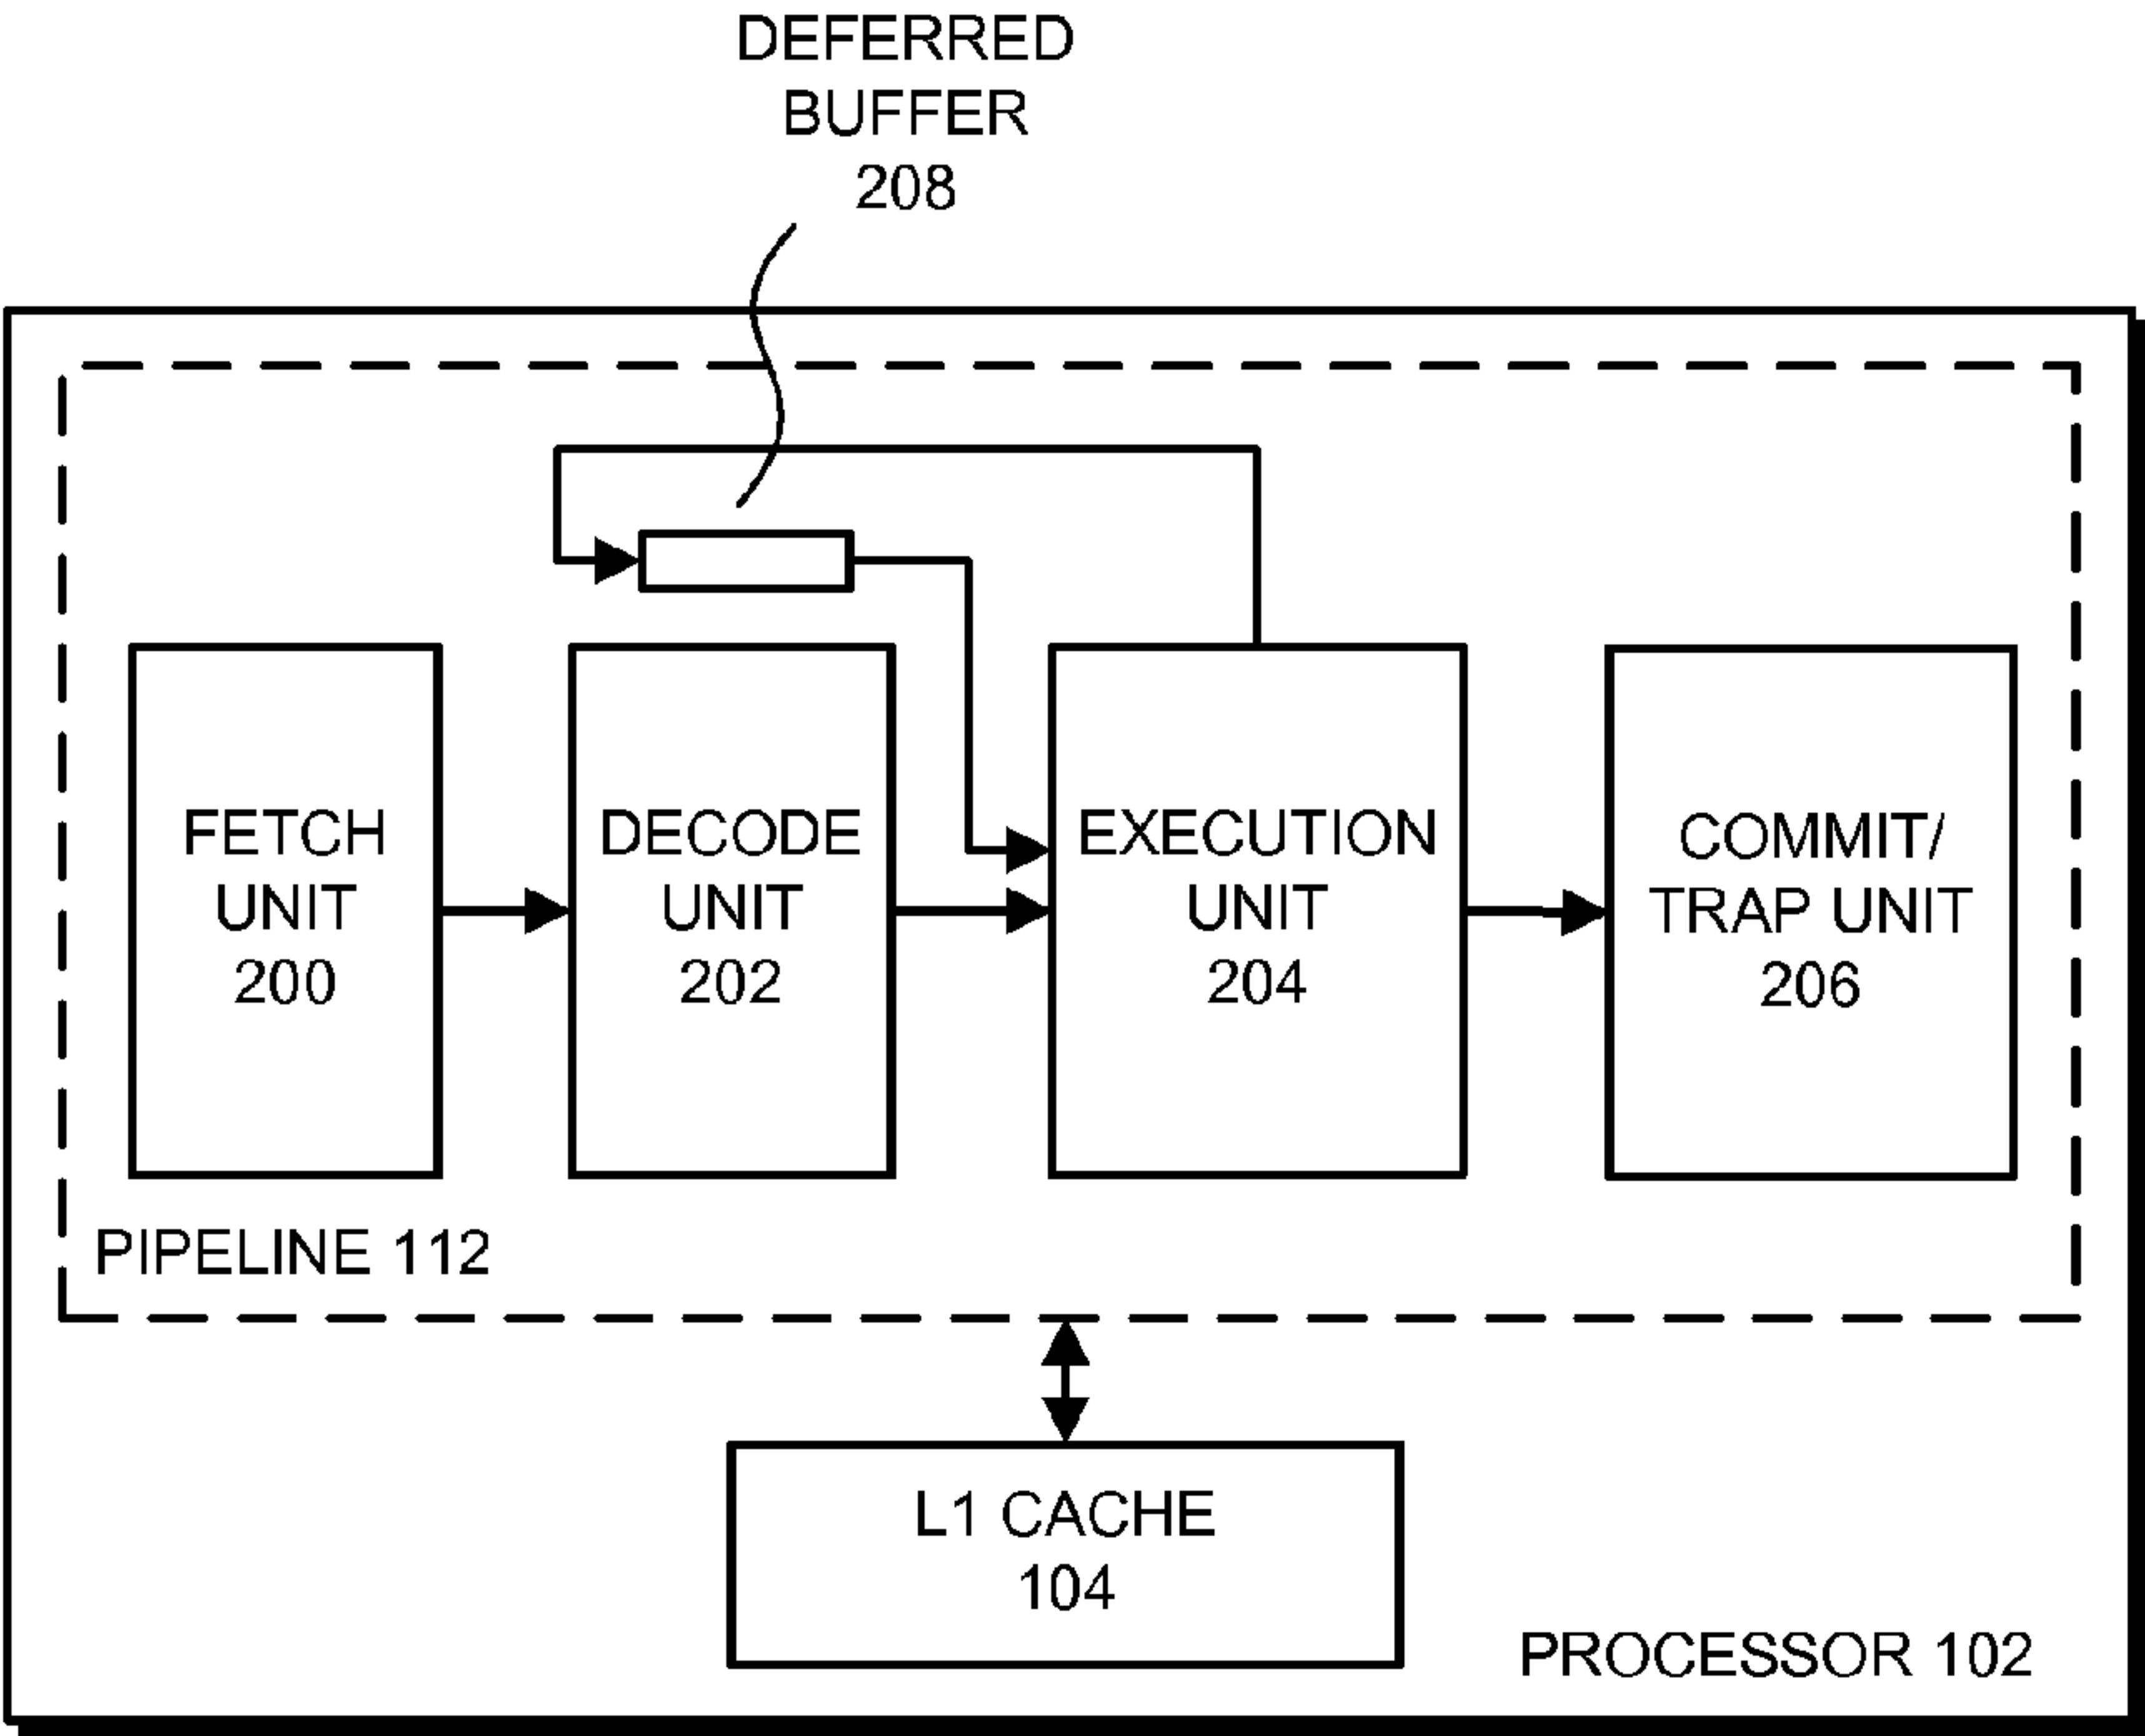 DEFERRED
BUFFER
208
FETCH
UNIT
200
DECODE
UNIT
202
EXECUTION
UNIT
204
COMMIT/
TRAP UNIT
206
PIPELINE 112
L1 CACHE
104
PROCESSOR 102